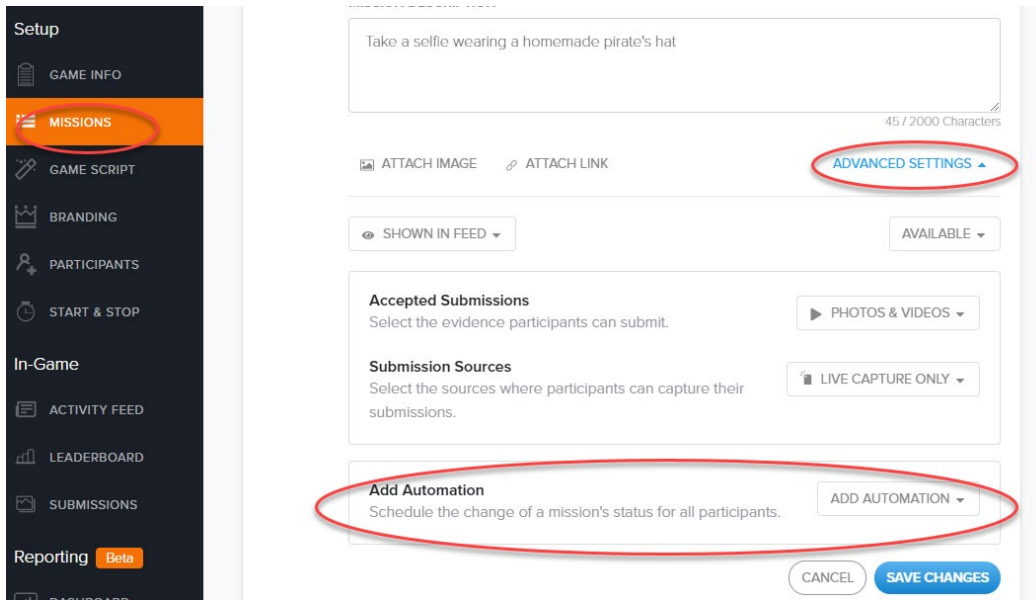 Setup
GAME INFO
MISSIONS
GAME SCRIPT
BRANDING
PARTICIPANTS
START & STOP
In-Game
ACTIVITY FEED
LEADERBOARD
SUBMISSIONS
Reporting Beta
DASHBOARD
MISSION DESCRIPTION
Take a selfie wearing a homemade pirate's hat
45 / 2000 Characters
ATTACH IMAGE ATTACH LINK ADVANCED SETTINGS
SHOWN IN FEED AVAILABLE
Accepted Submissions
Select the evidence participants can submit.
PHOTOS & VIDEOS
Submission Sources
Select the sources where participants can capture their
submissions.
LIVE CAPTURE ONLY
Add Automation
Schedule the change of a mission's status for all participants.
ADD AUTOMATION
CANCEL SAVE CHANGES